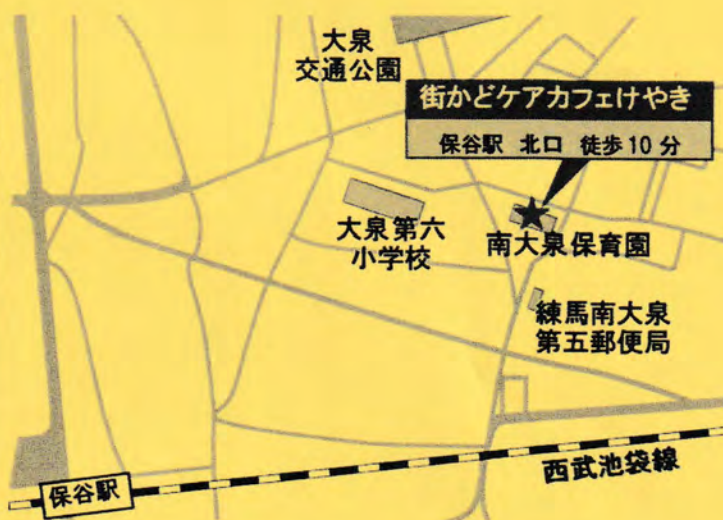 大泉
交通公園
街かどケアカフェけやき
保谷駅 北口 徒歩10分
大泉第六
小学校
南大泉保育園
練馬南大泉
第五郵便局
西武池袋線
保谷駅